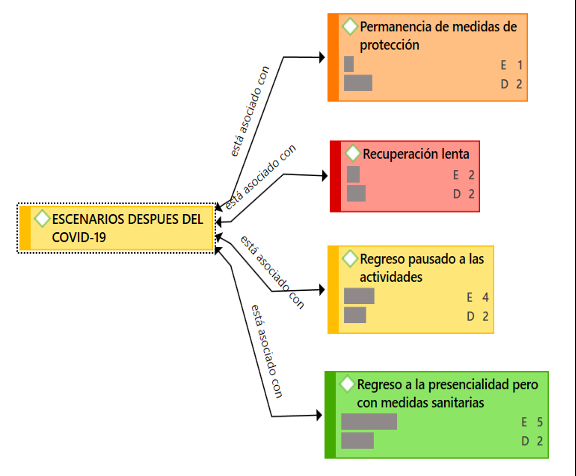 Permanencia de medidas de
protección
E 1
D 2
está asociado con
Recuperación lenta
E 2
D 2
está asociado con
ESCENARIOS DESPUES DEL
COVID-19
está asociado con
Regreso pausado a las
actividades
E 4
D 2
está asociado con
Regreso a la presencialidad pero
con medidas sanitarias
E 5
D 2